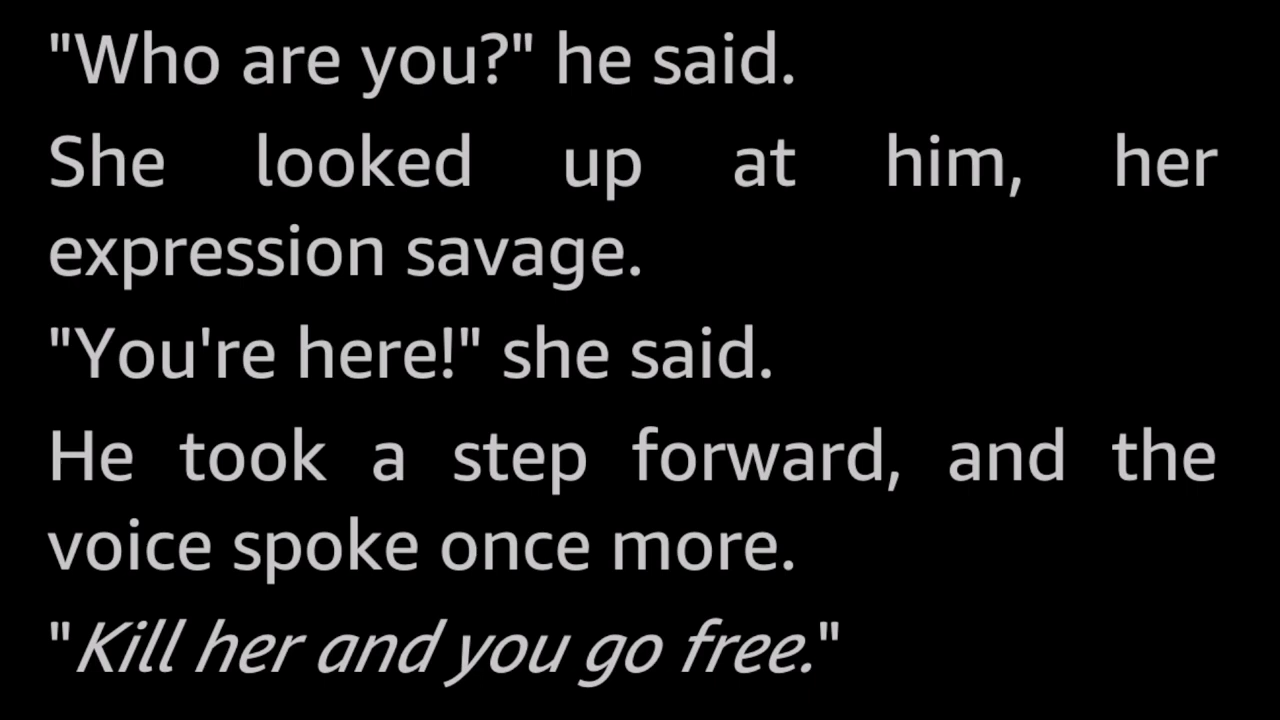 "Who are you?" he said.
She looked up at him, her
expression savage.
"You're here!" she said.
He took a step forward, and the
voice spoke once more.
"Kill her and you go free."